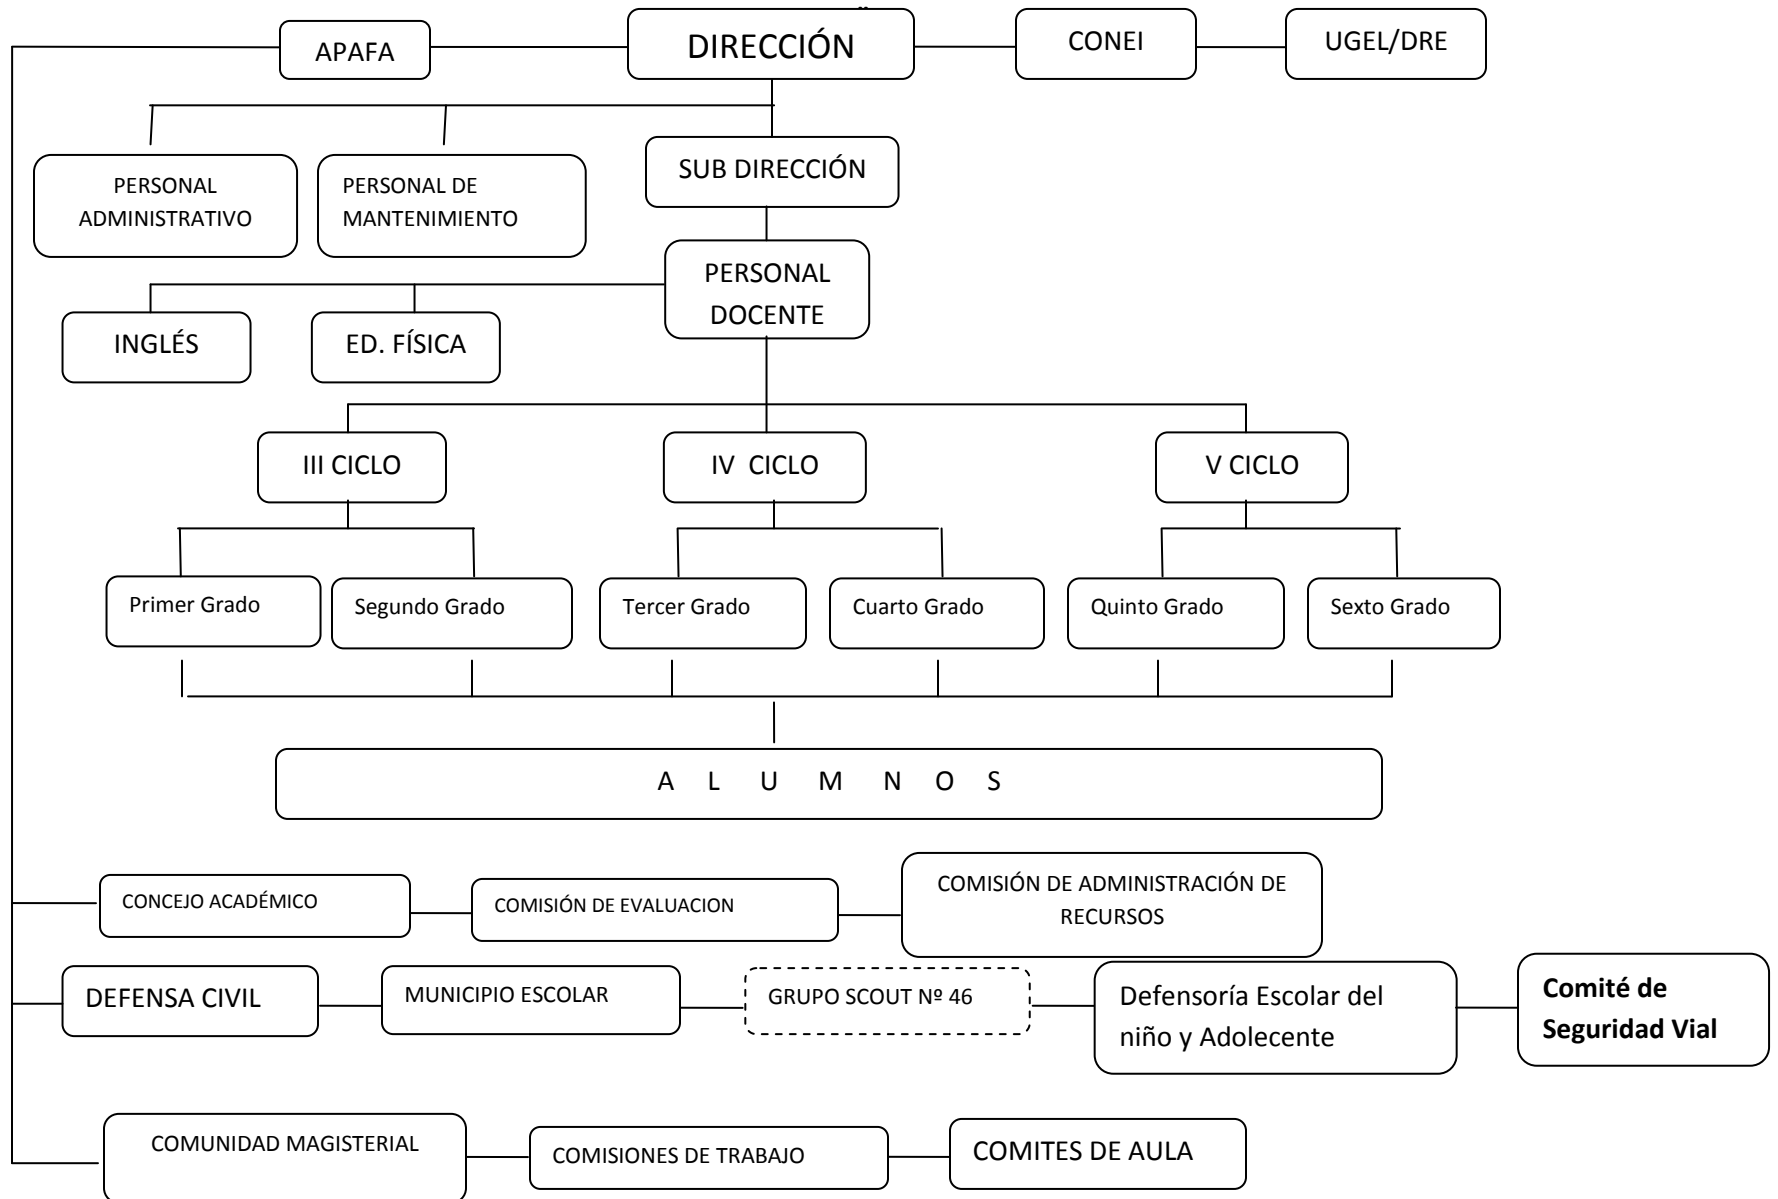 APAFA
DIRECCIÓN
CONEI
UGEL/DRE
PERSONAL
ADMINISTRATIVO
PERSONAL DE
MANTENIMIENTO
SUB DIRECCIÓN
PERSONAL
DOCENTE
INGLÉS
ED. FÍSICA
III CICLO
IV CICLO
V CICLO
Primer Grado
Segundo Grado
Tercer Grado
Cuarto Grado
Quinto Grado
Sexto Grado
A L U M N O S
CONCEJO ACADÉMICO
COMISIÓN DE EVALUACION
COMISIÓN DE ADMINISTRACIÓN DE
RECURSOS
DEFENSA CIVIL
MUNICIPIO ESCOLAR
GRUPO SCOUT Nº 46
Defensoría Escolar del
niño y Adolecente
Comité de
Seguridad Vial
COMUNIDAD MAGISTERIAL
COMISIONES DE TRABAJO
COMITES DE AULA